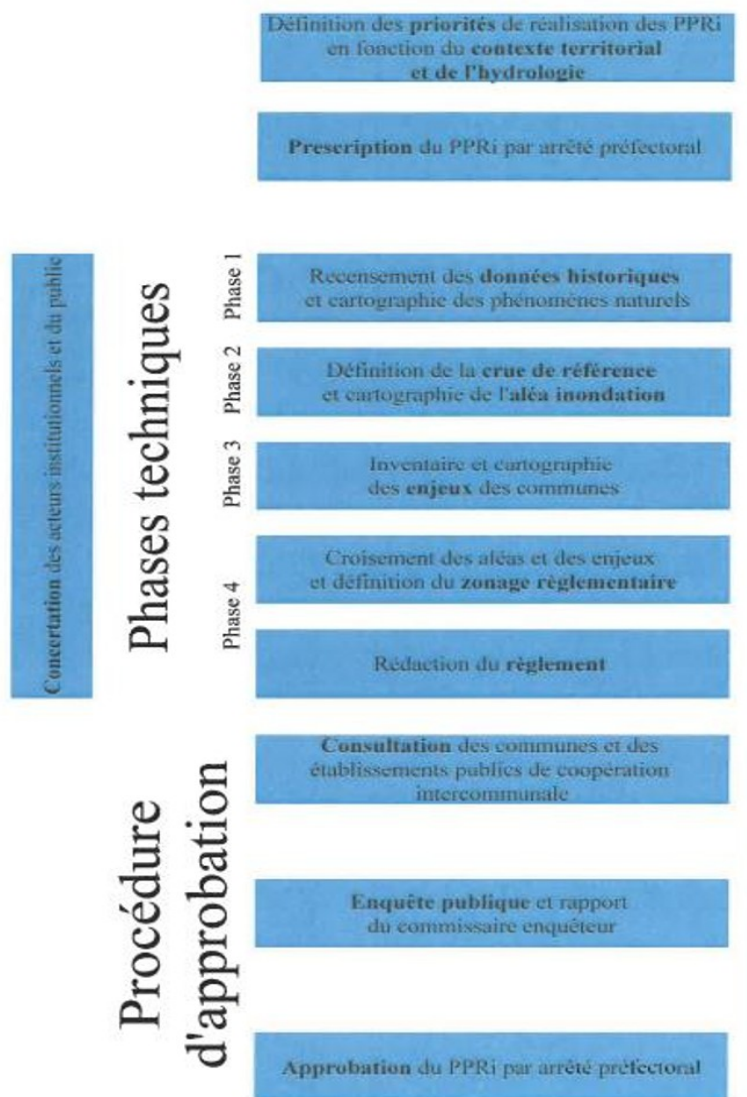 Définition des priorités de réalisation des PPRi
en fonction du contexte territorial
et de l'hydrologie
Prescription du PPRi par arrêté préfectoral
Concertation des acteurs institutionnels et du public
Phases techniques
Phase 1
Recensement des données historiques
et cartographie des phénomènes naturels
Phase 2
Définition de la crue de référence
et cartographie de l'aléa inondation
Phase 3
Inventaire et cartographie
des enjeux des communes
Phase 4
Croisement des aléas et des enjeux
et définition du zonage règlementaire
Rédaction du règlement
Procédure
d'approbation
Consultation des communes et des
établissements publics de coopération
intercommunale
Enquête publique et rapport
du commissaire enquêteur
Approbation du PPRi par arrêté préfectoral